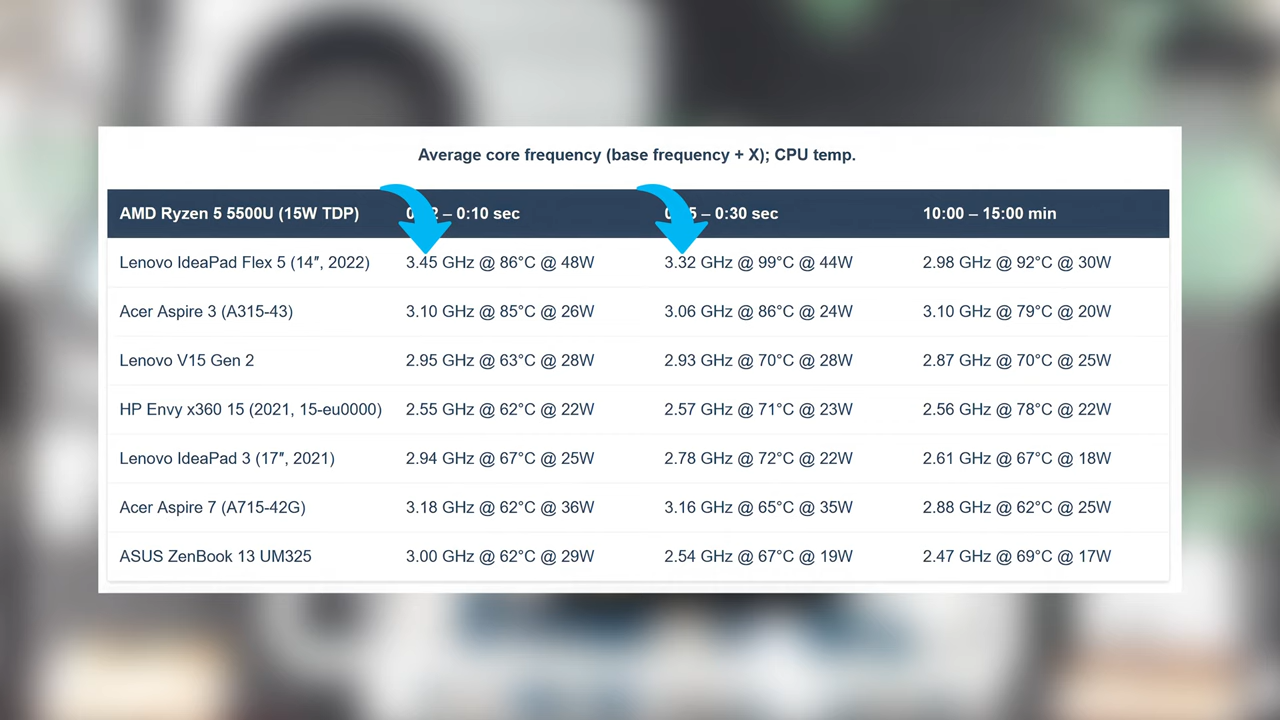 Average core frequency (base frequency + X); CPU temp.
AMD Ryzen 5 5500U (15W TDP) – 0:10 sec – 0:30 sec 10:00 – 15:00 min
Lenovo IdeaPad Flex 5 (14″, 2022) 3.45 GHz @ 86°C @ 48W 3.32 GHz @ 99°C @ 44W 2.98 GHz @ 92°C @ 30W
Acer Aspire 3 (A315-43) 3.10 GHz @ 85°C @ 26W 3.06 GHz @ 86°C @ 24W 3.10 GHz @ 79°C @ 20W
Lenovo V15 Gen 2 2.95 GHz @ 63°C @ 28W 2.93 GHz @ 70°C @ 28W 2.87 GHz @ 70°C @ 25W
HP Envy x360 15 (2021, 15-eu0000) 2.55 GHz @ 62°C @ 22W 2.57 GHz @ 71°C @ 23W 2.56 GHz @ 78°C @ 22W
Lenovo IdeaPad 3 (17″, 2021) 2.94 GHz @ 67°C @ 25W 2.78 GHz @ 72°C @ 22W 2.61 GHz @ 67°C @ 18W
Acer Aspire 7 (A715-42G) 3.18 GHz @ 62°C @ 36W 3.16 GHz @ 65°C @ 35W 2.88 GHz @ 62°C @ 25W
ASUS ZenBook 13 UM325 3.00 GHz @ 62°C @ 29W 2.54 GHz @ 67°C @ 19W 2.47 GHz @ 69°C @ 17W